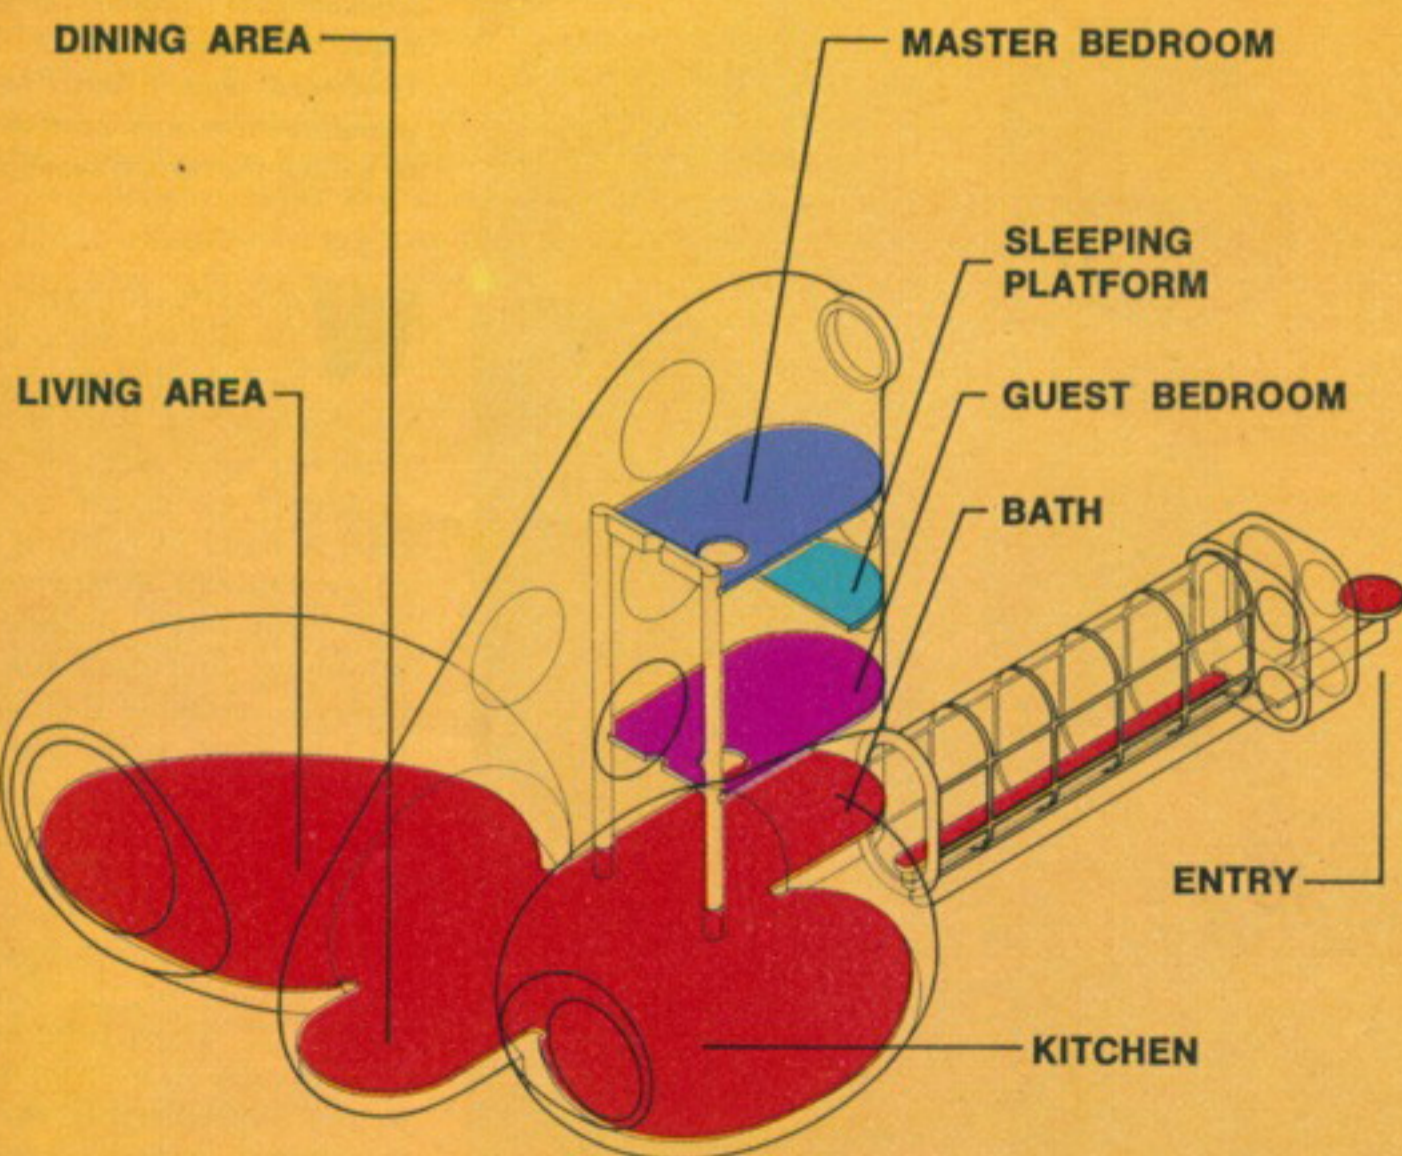 DINING AREA
MASTER BEDROOM
SLEEPING
PLATFORM
LIVING AREA
GUEST BEDROOM
BATH
ENTRY
KITCHEN